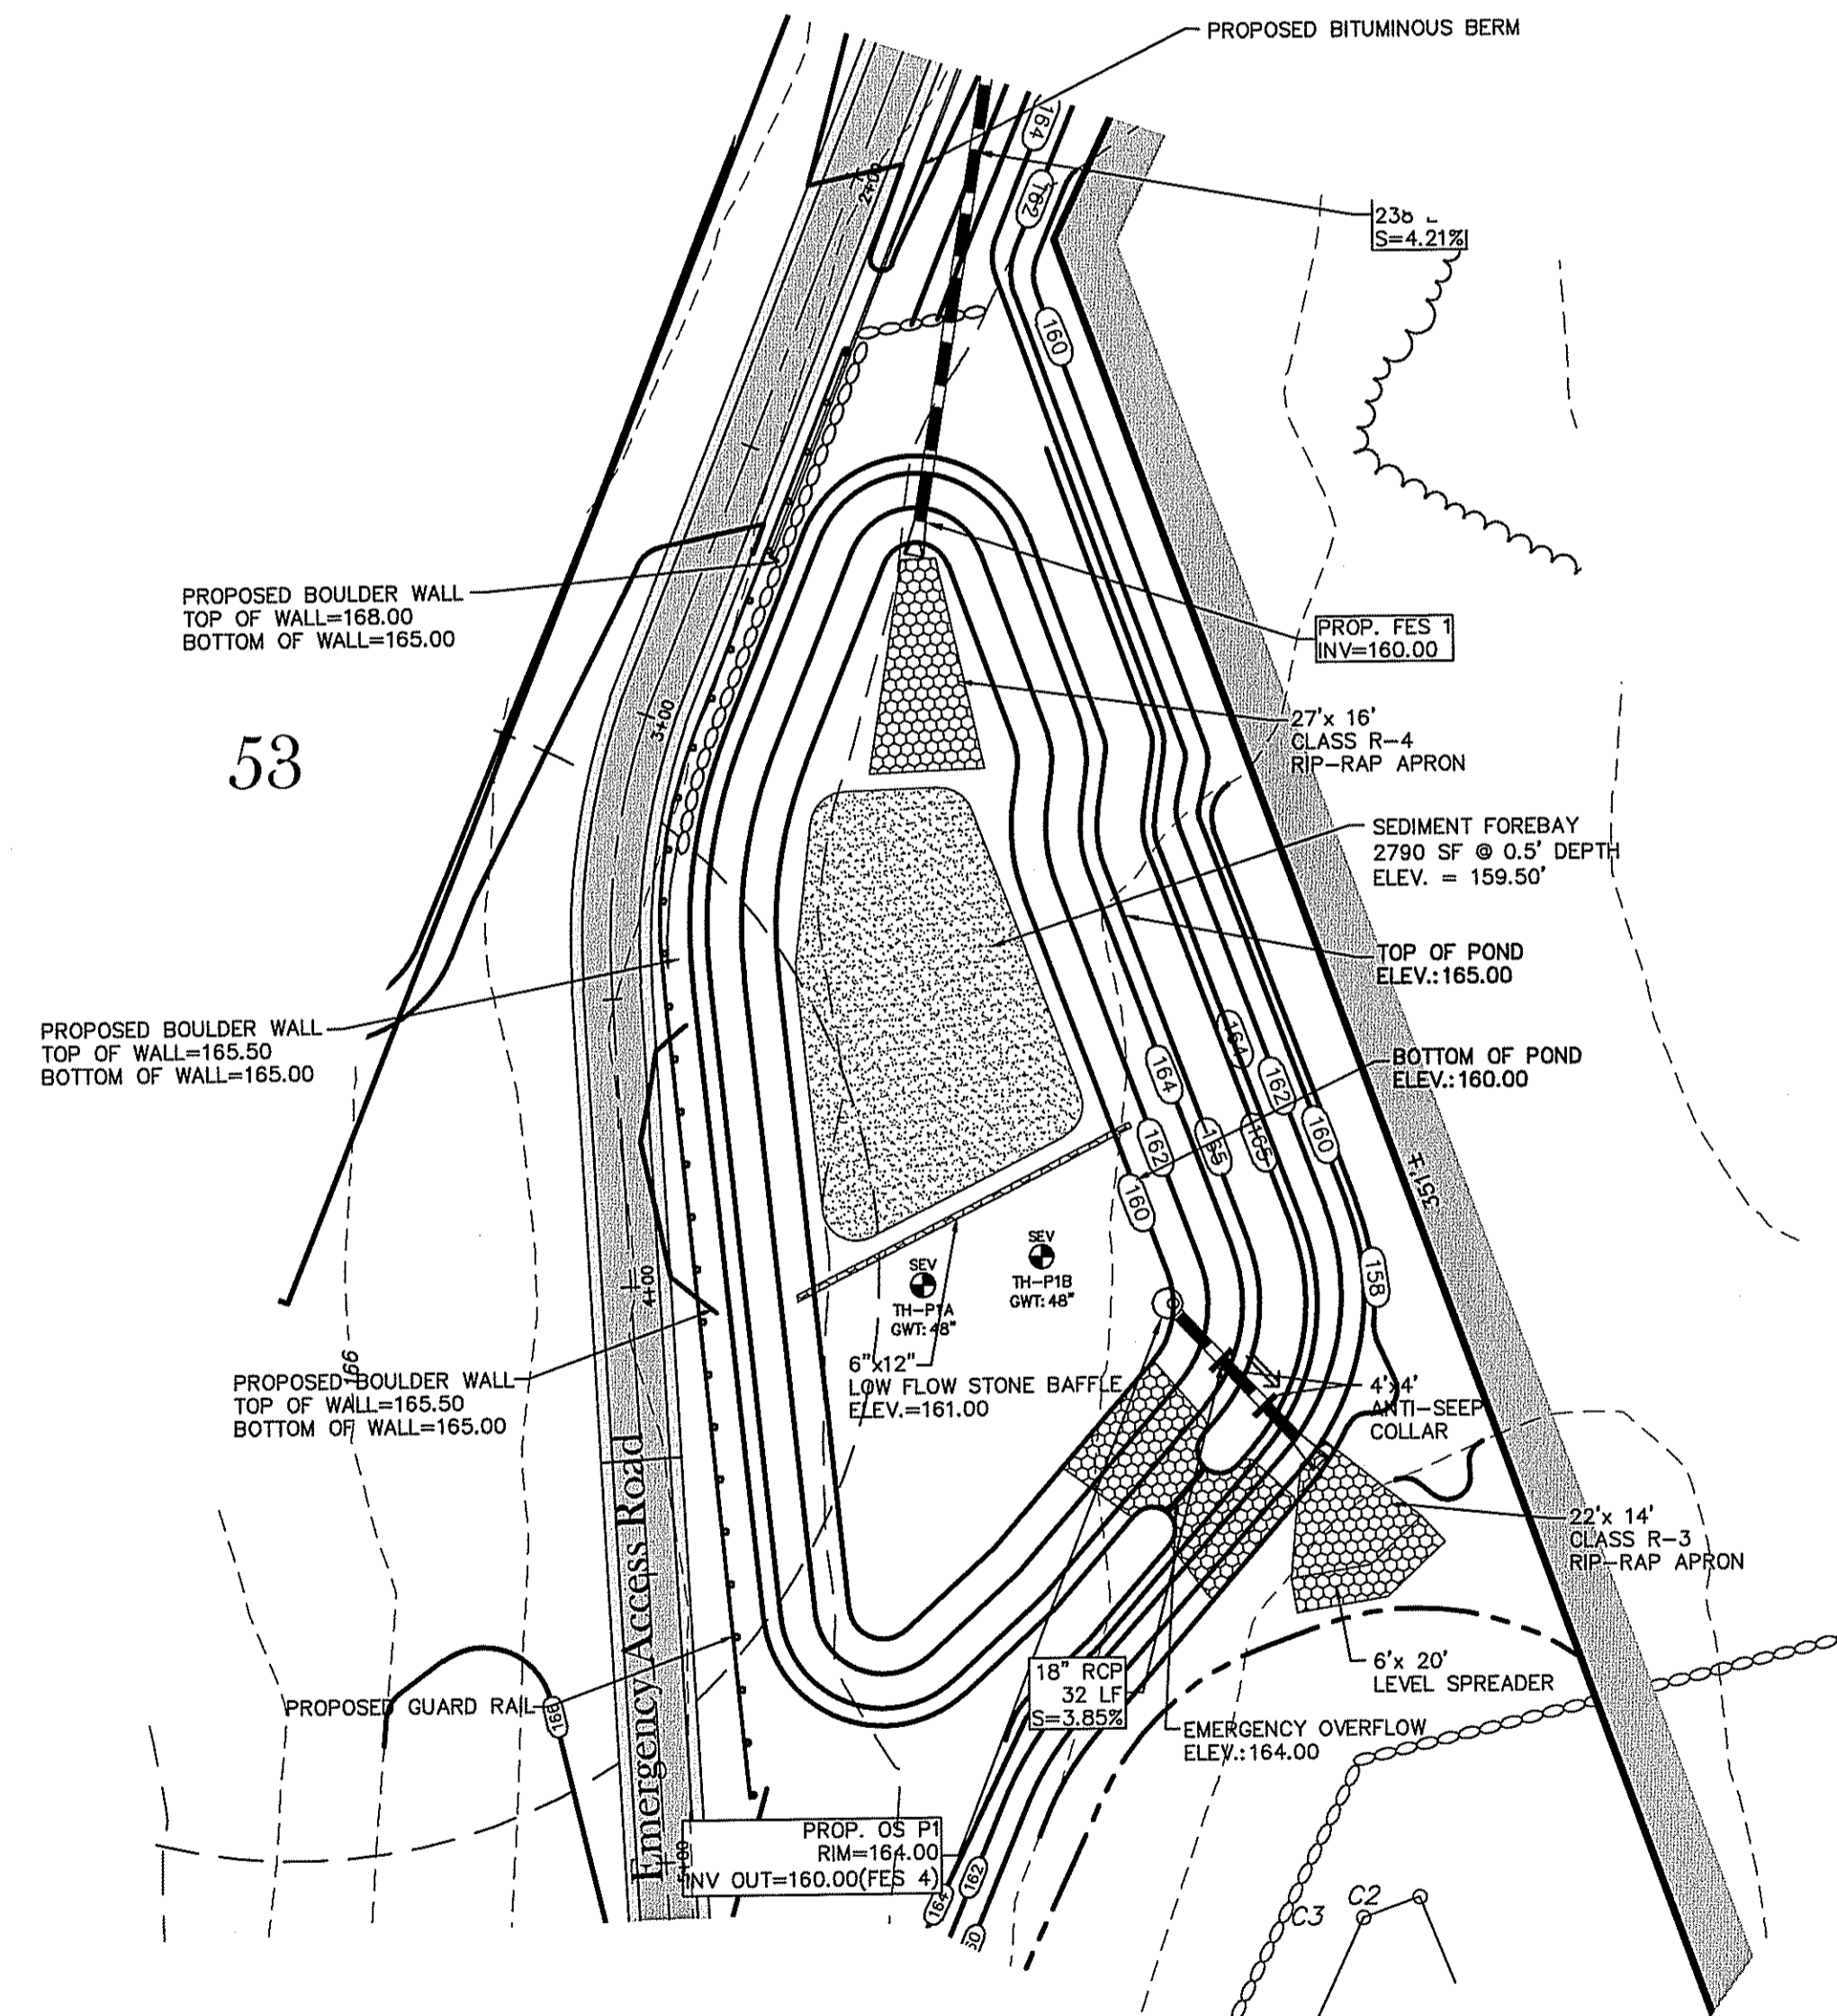 PROPOSED BITUMINOUS BERM
164
2+00
162
S=4.21%
160
PROPOSED BOULDER WALL
TOP OF WALL=168.00
BOTTOM OF WALL=165.00
PROP. FES 1
INV=160.00
27'x 16'
CLASS R-4
RIP-RAP APRON
3+00
53
SEDIMENT FOREBAY
2790 SF @ 0.5' DEPTH
ELEV. = 159.50'
TOP OF POND
ELEV.:165.00
PROPOSED BOULDER WALL
TOP OF WALL=165.50
BOTTOM OF WALL=165.00
BOTTOM OF POND
ELEV.:160.00
164
164
162
162
165
165
160
160
351'±
158
SEV
TH-P1A
GWT: 48"
SEV
TH-P1B
GWT: 48"
4+00
6"x12"
LOW FLOW STONE BAFFLE
ELEV.=161.00
166
PROPOSED BOULDER WALL
TOP OF WALL=165.50
BOTTOM OF WALL=165.00
4'x4'
ANTI-SEEP
COLLAR
22'x 14'
CLASS R-3
RIP-RAP APRON
Emergency Access Road
6'x 20'
LEVEL SPREADER
18" RCP
32 LF
S=3.85%
PROPOSED GUARD RAIL
EMERGENCY OVERFLOW
ELEV.:164.00
PROP. OS P1
RIM=164.00
INV OUT=160.00(FES 4)
5+00
164
162
C2
C3